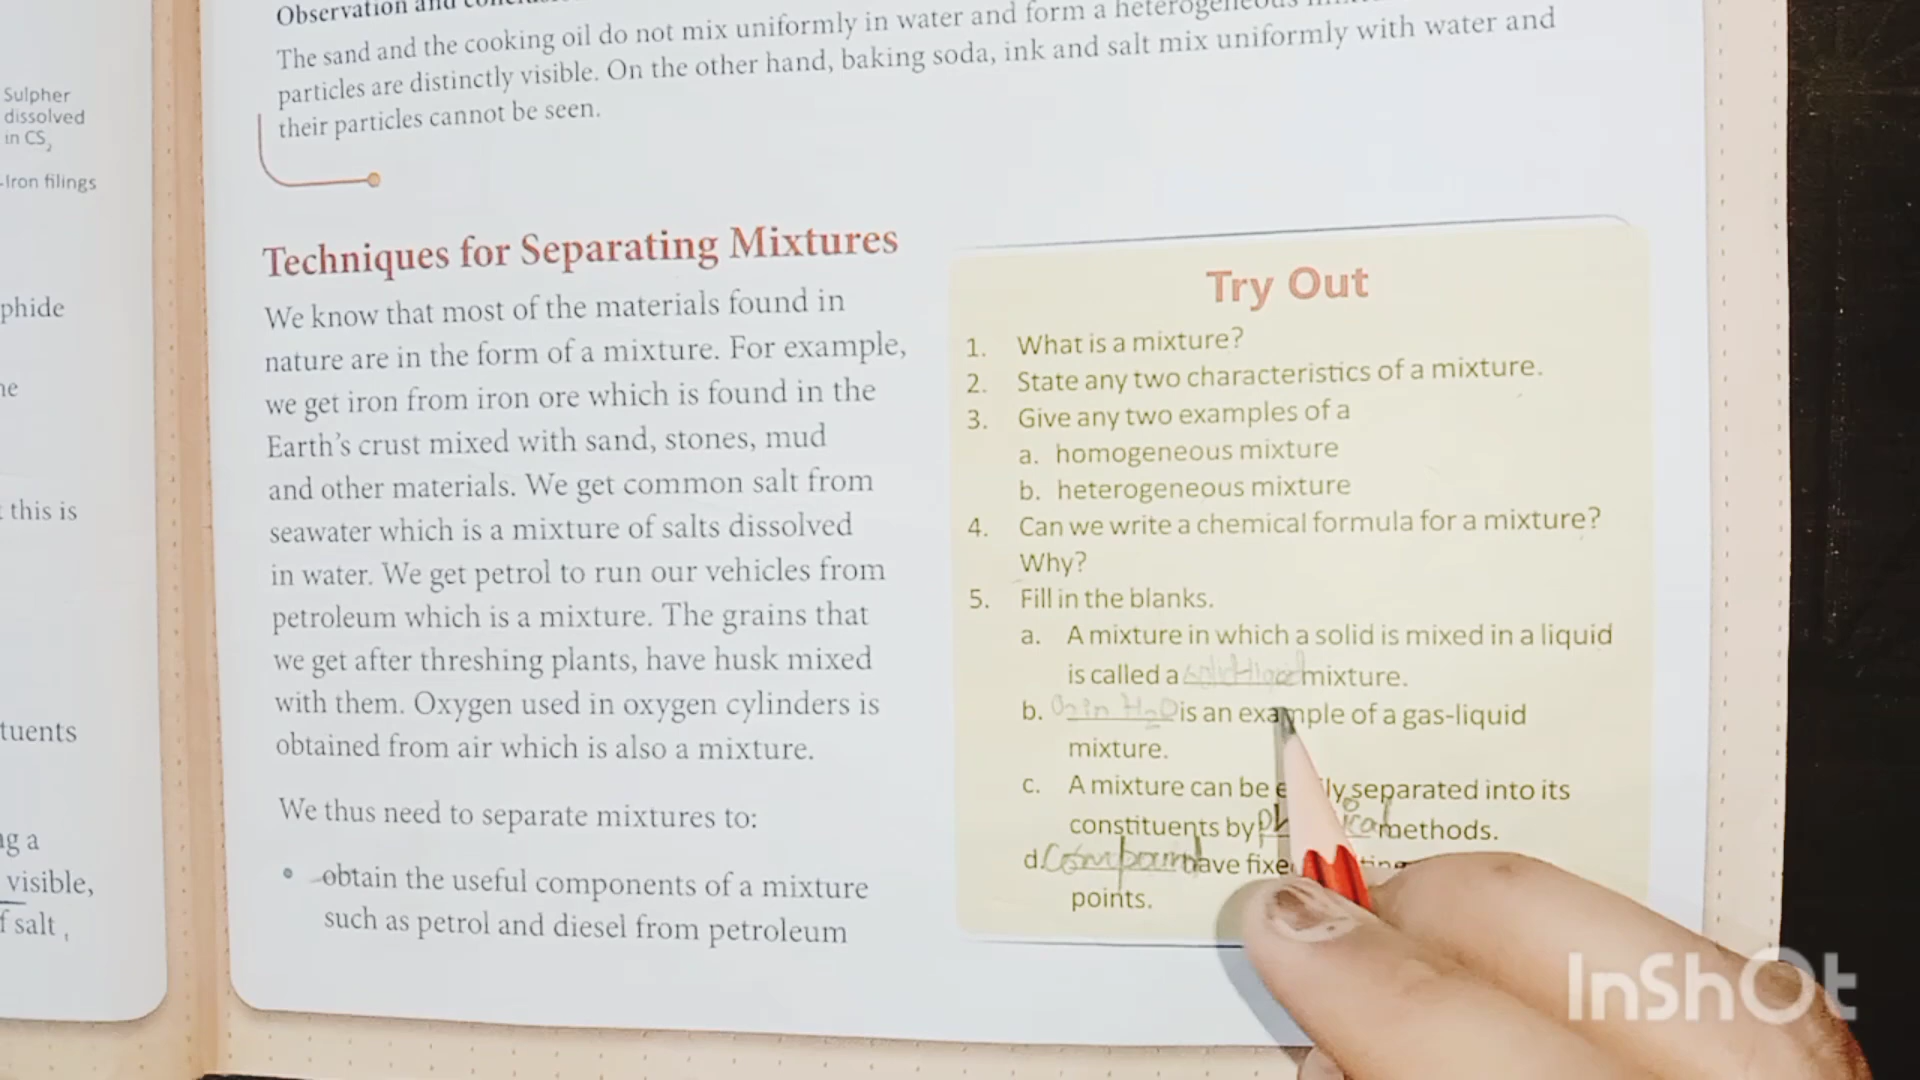 Observation and
The sand and the cooking oil do not mix uniformly in water and form a heterogeneous
particles are distinctly visible. On the other hand, baking soda, ink and salt mix uniformly with water and
their particles cannot be seen.
Sulpher
dissolved
in CS2
Iron filings
phide
this is
tuents
g a
visible,
f salt,
Techniques for Separating Mixtures
We know that most of the materials found in
nature are in the form of a mixture. For example,
we get iron from iron ore which is found in the
Earth's crust mixed with sand, stones, mud
and other materials. We get common salt from
seawater which is a mixture of salts dissolved
in water. We get petrol to run our vehicles from
petroleum which is a mixture. The grains that
we get after threshing plants, have husk mixed
with them. Oxygen used in oxygen cylinders is
obtained from air which is also a mixture.
We thus need to separate mixtures to:
• obtain the useful components of a mixture
such as petrol and diesel from petroleum
Try Out
1. What is a mixture?
2. State any two characteristics of a mixture.
3. Give any two examples of a
a. homogeneous mixture
b. heterogeneous mixture
4. Can we write a chemical formula for a mixture?
Why?
5. Fill in the blanks.
a. A mixture in which a solid is mixed in a liquid
is called a mixture.
b. O2 in H2O is an example of a gas-liquid
mixture.
c. A mixture can be separated into its
constituents by methods.
d. Compound have
points.
InShOt